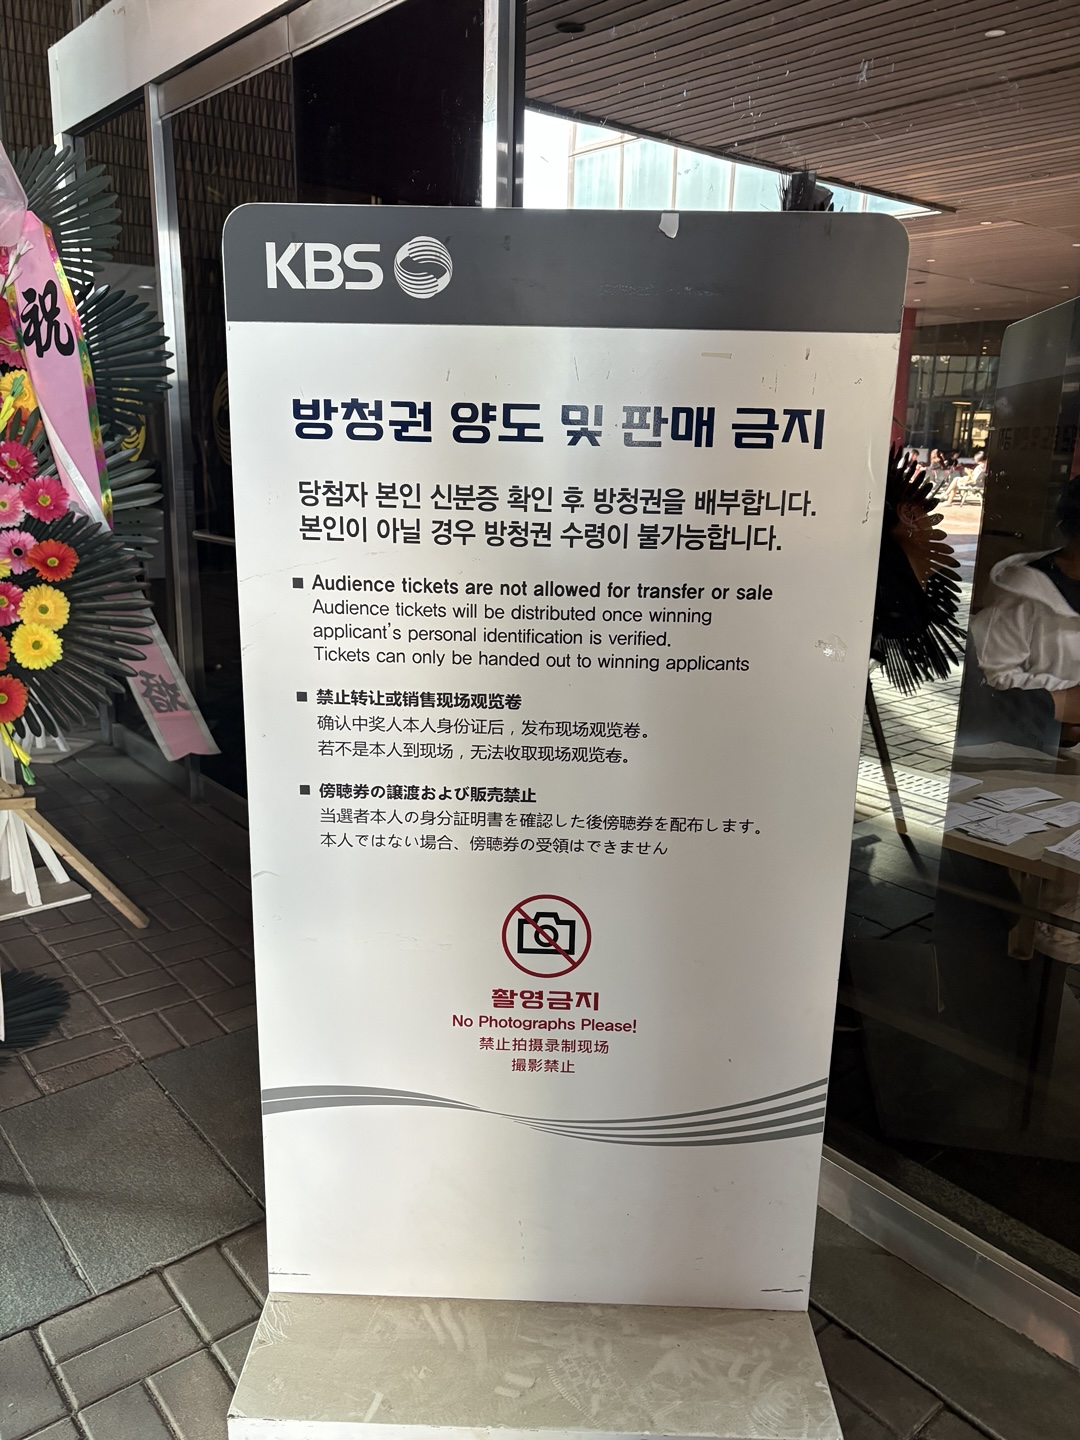 KBS
祝
방청권 양도 및 판매 금지
당첨자 본인 신분증 확인 후 방청권을 배부합니다.
본인이 아닐 경우 방청권 수령이 불가능합니다.
■ Audience tickets are not allowed for transfer or sale
Audience tickets will be distributed once winning
applicant's personal identification is verified.
Tickets can only be handed out to winning applicants
■ 禁止转让或销售现场观览卷
确认中奖人本人身份证后，发布现场观览卷。
若不是本人到现场，无法收取现场观览卷。
■ 傍聴券の譲渡および販売禁止
当選者本人の身分証明書を確認した後傍聴券を配布します。
本人ではない場合、傍聴券の受領はできません
촬영금지
No Photographs Please!
禁止拍摄录制现场
撮影禁止